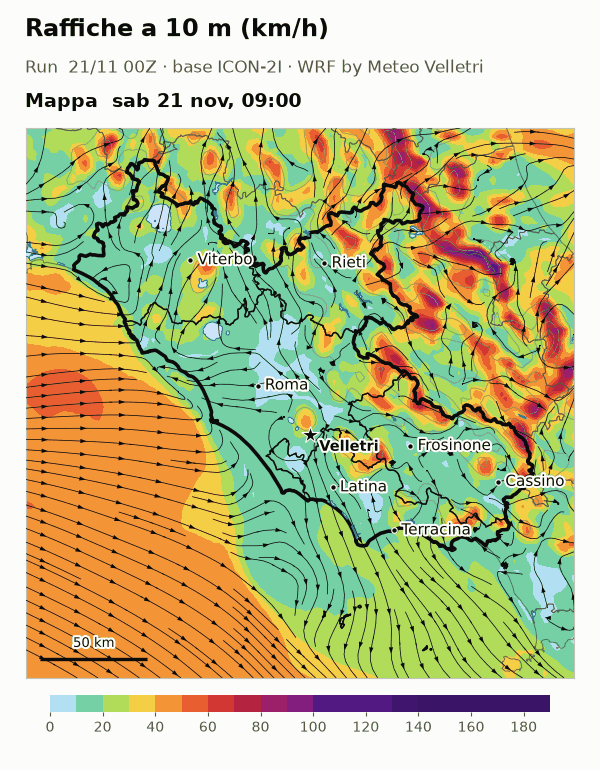 Raffiche a 10 m (km/h)
Run 21/11 00Z · base ICON-2I · WRF by Meteo Velletri
Mappa sab 21 nov, 09:00
Viterbo
Rieti
Roma
Velletri
Frosinone
Cassino
Latina
Terracina
50 km
0 20 40 60 80 100 120 140 160 180